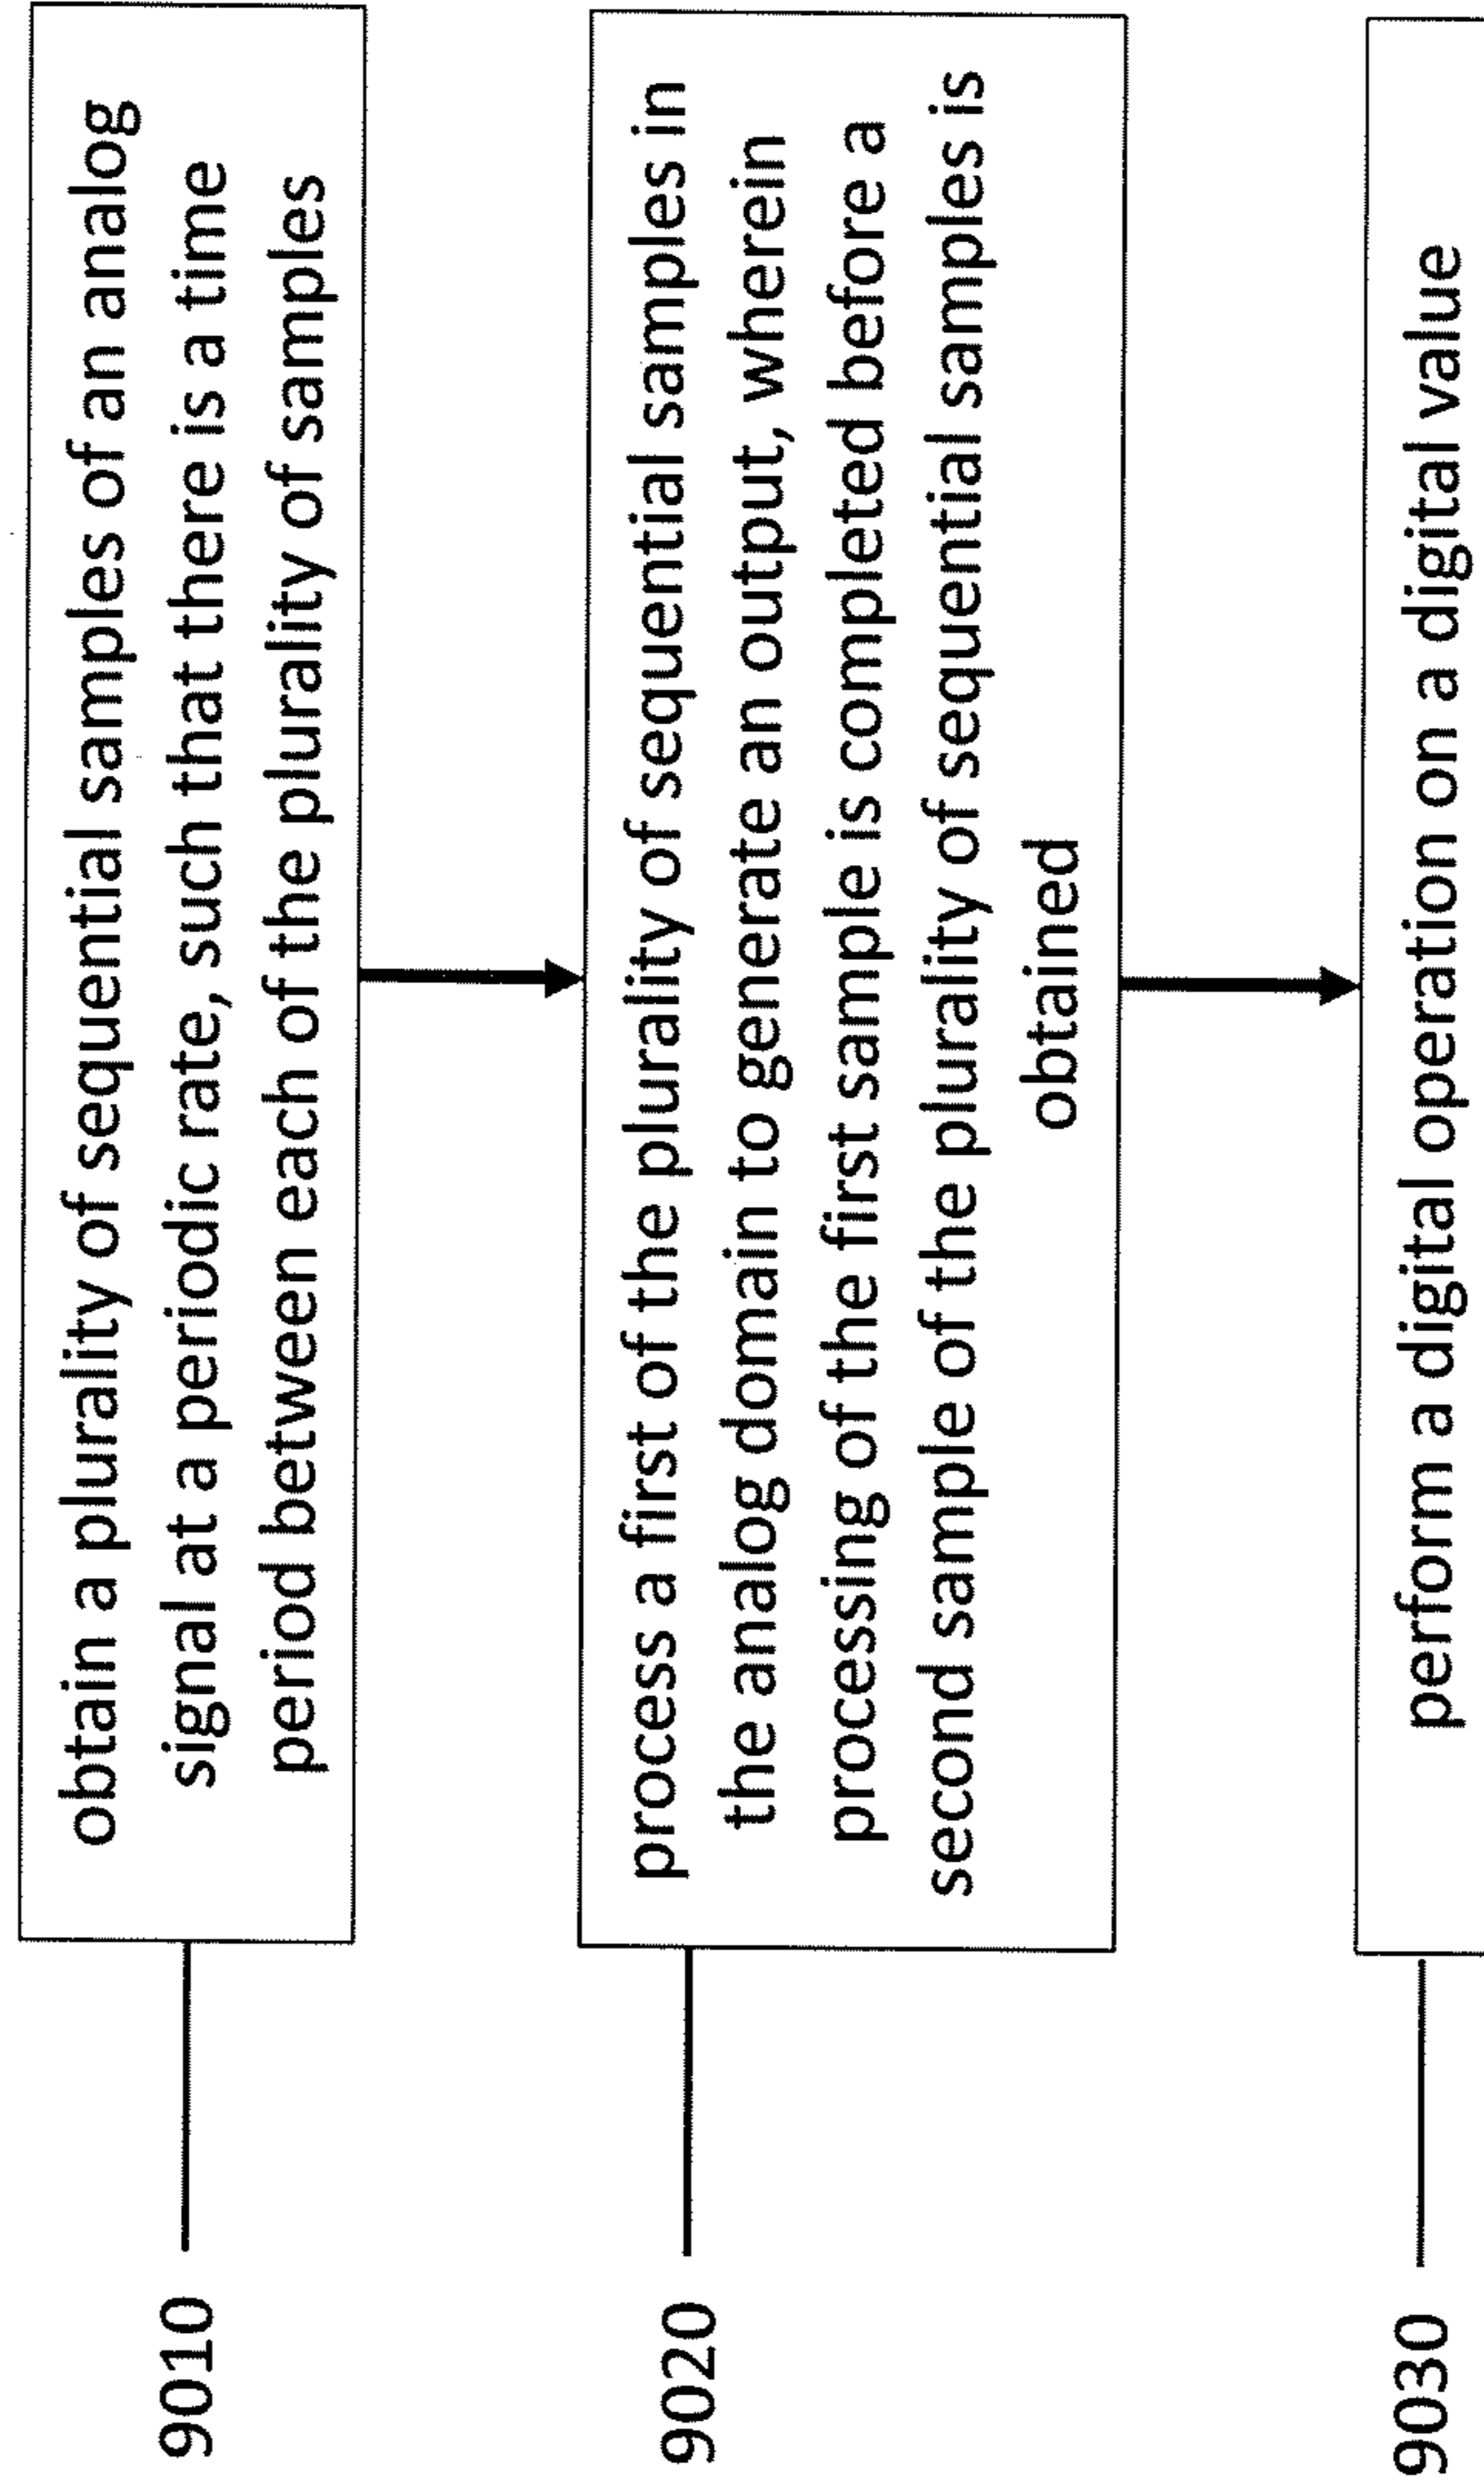 9010
obtain a plurality of sequential samples of an analog
signal at a periodic rate, such that there is a time
period between each of the plurality of samples
9020
process a first of the plurality of sequential samples in
the analog domain to generate an output, wherein
processing of the first sample is completed before a
second sample of the plurality of sequential samples is
obtained
9030
perform a digital operation on a digital value